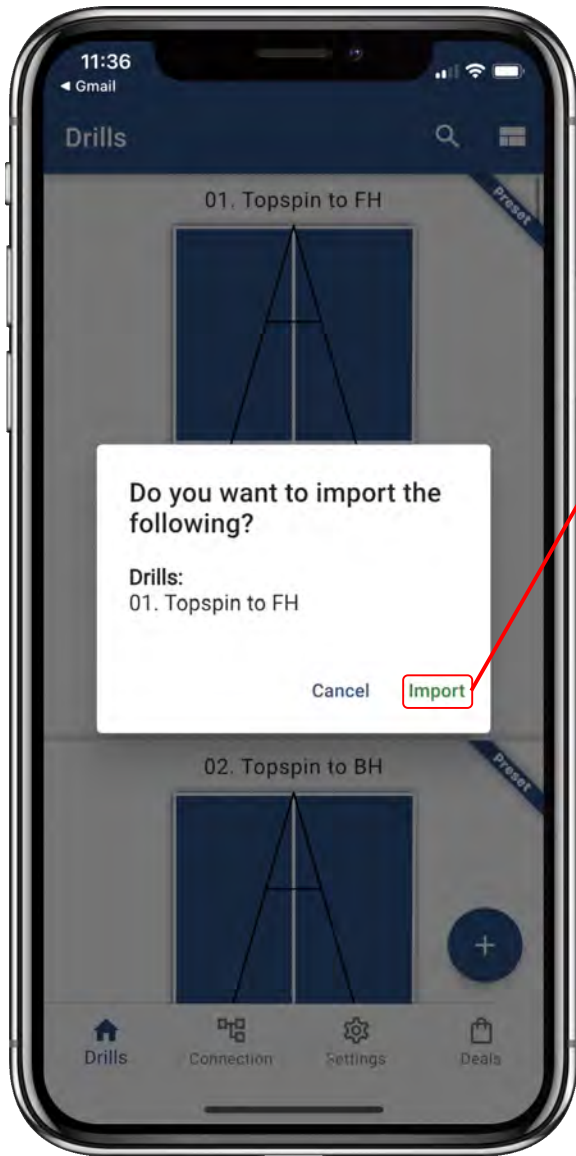 11:36
◄ Gmail
Drills
01. Topspin to FH
Preset
Do you want to import the
following?
Drills:
01. Topspin to FH
Cancel
Import
02. Topspin to BH
Preset
Drills
Connection
Settings
Deals